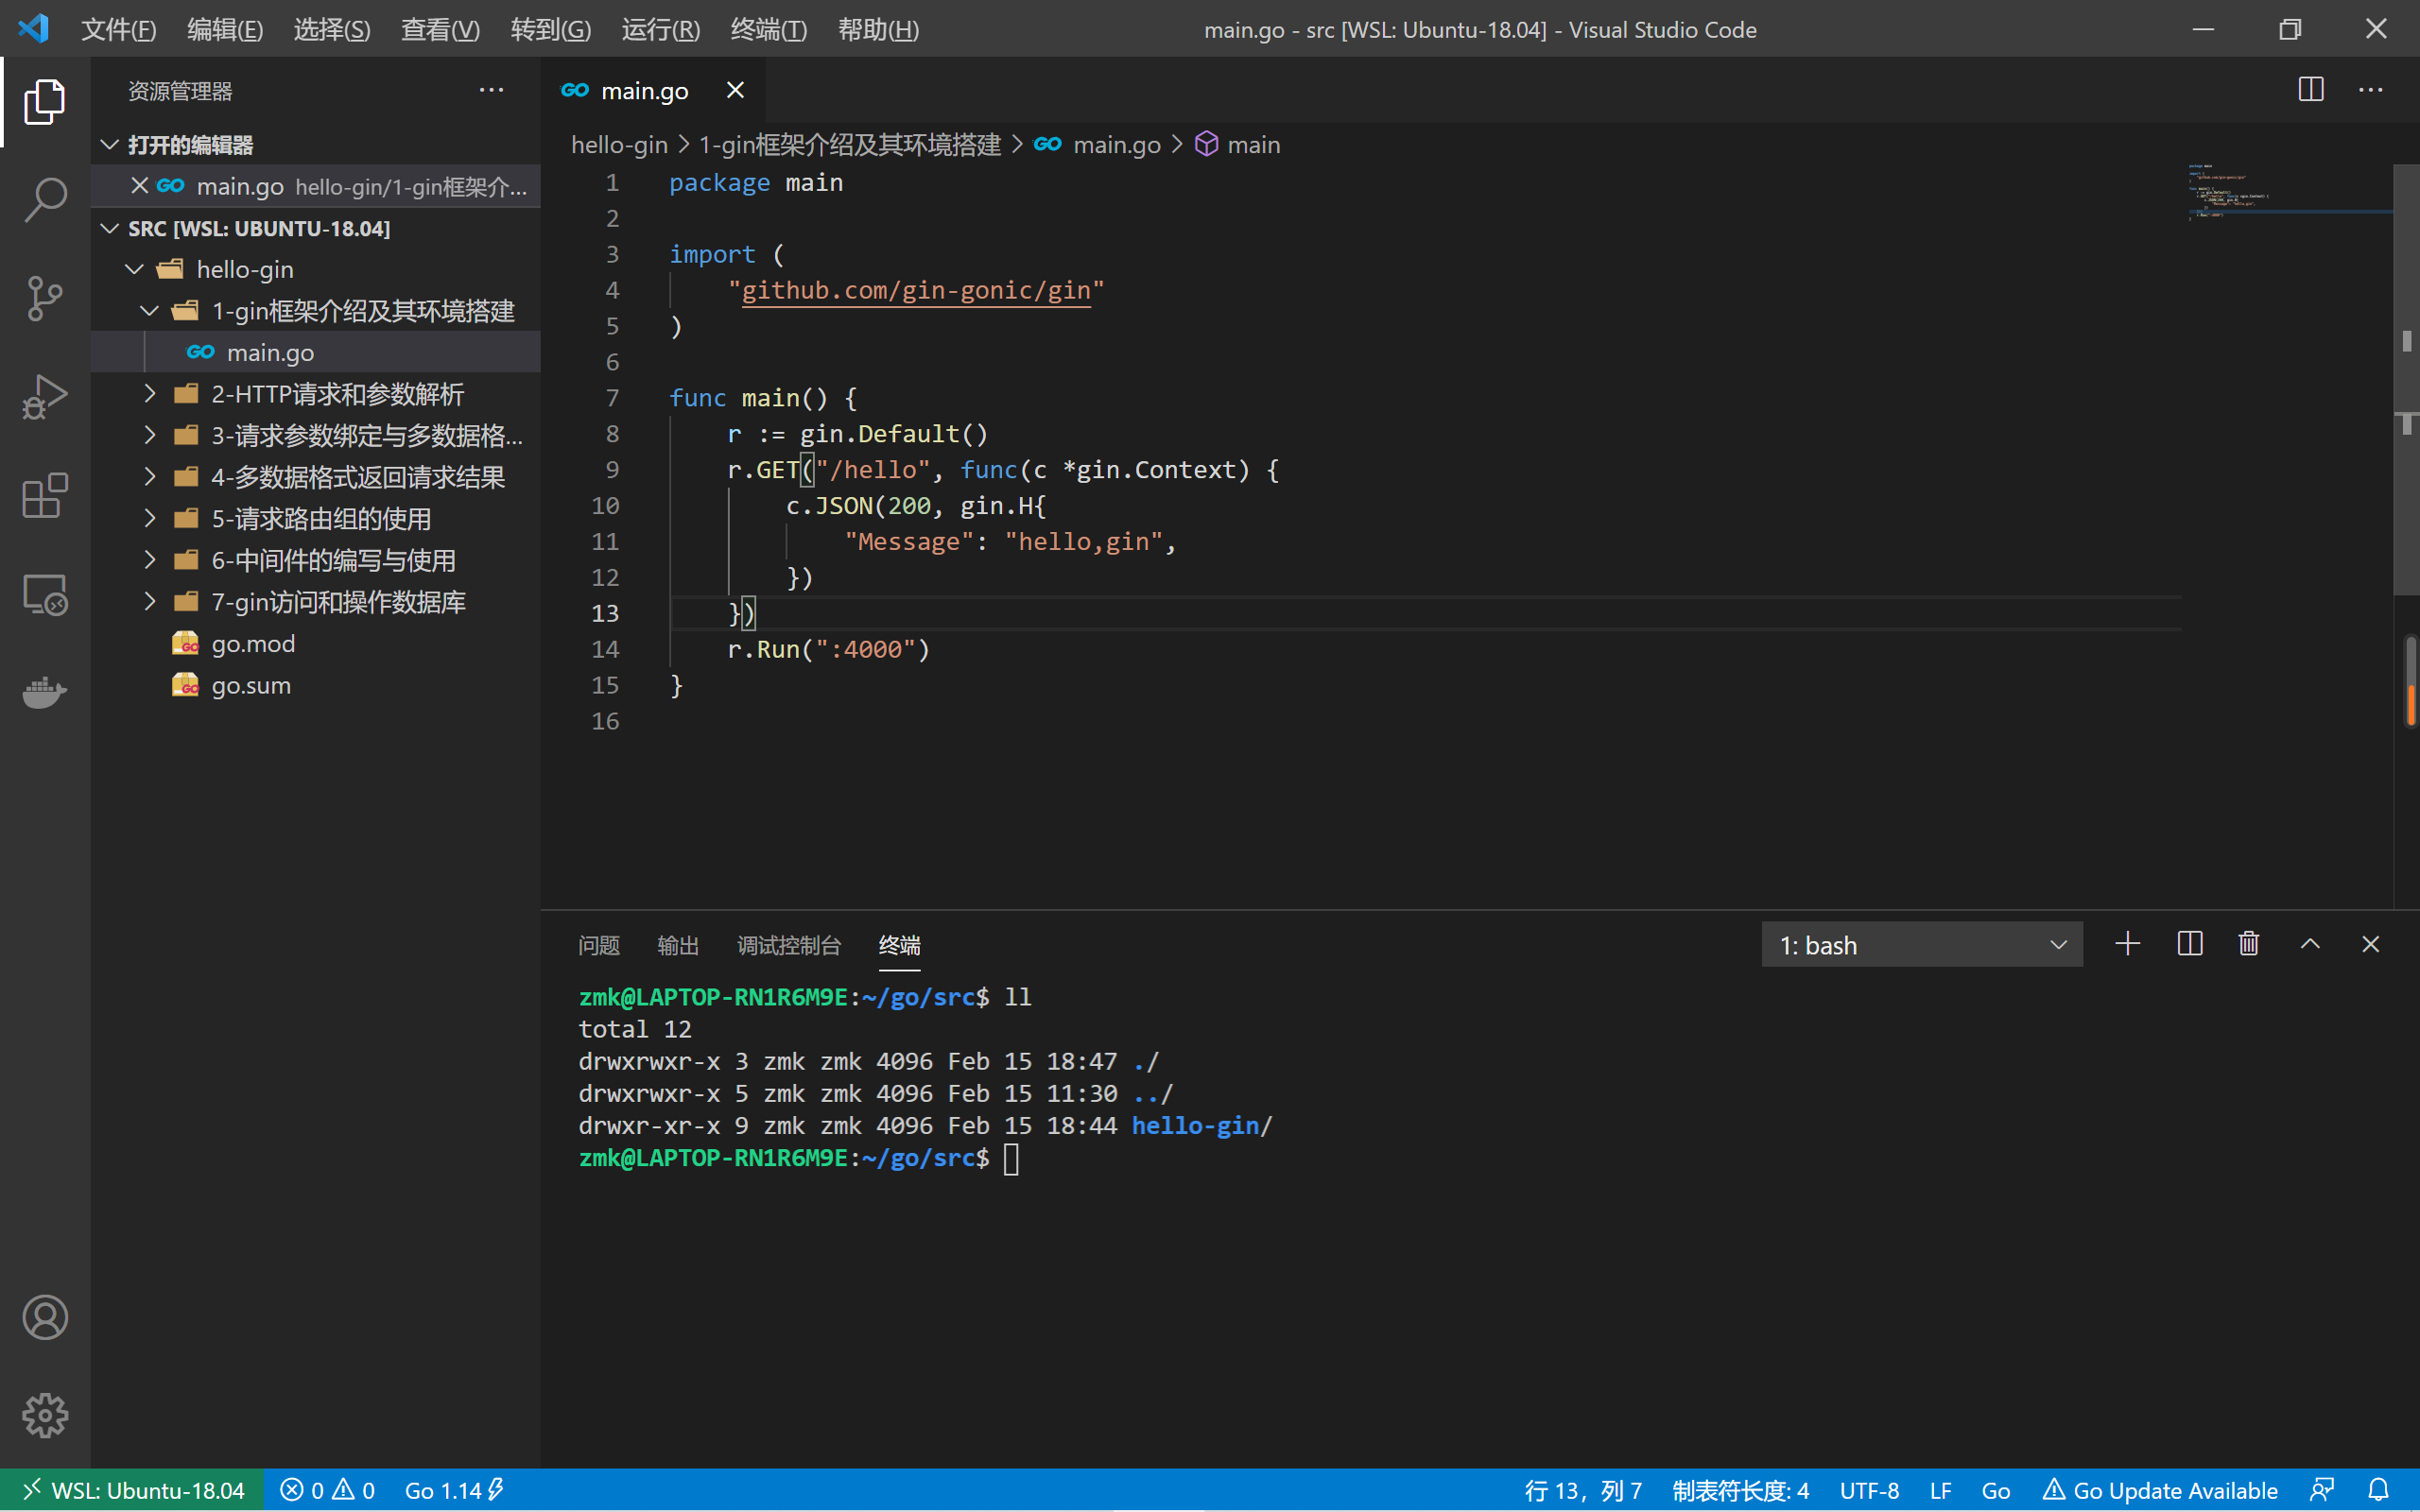 文件(F) 编辑(E) 选择(S) 查看(V) 转到(G) 运行(R) 终端(T) 帮助(H) main.go - src [WSL: Ubuntu-18.04] - Visual Studio Code
资源管理器
打开的编辑器
main.go hello-gin/1-gin框架介...
SRC [WSL: UBUNTU-18.04]
hello-gin
1-gin框架介绍及其环境搭建
main.go
2-HTTP请求和参数解析
3-请求参数绑定与多数据格...
4-多数据格式返回请求结果
5-请求路由组的使用
6-中间件的编写与使用
7-gin访问和操作数据库
go.mod
go.sum
main.go
hello-gin > 1-gin框架介绍及其环境搭建 > main.go > main
1 package main
2
3 import (
4 "github.com/gin-gonic/gin"
5 )
6
7 func main() {
8 r := gin.Default()
9 r.GET("/hello", func(c *gin.Context) {
10 c.JSON(200, gin.H{
11 "Message": "hello,gin",
12 })
13 })
14 r.Run(":4000")
15 }
16
问题 输出 调试控制台 终端 1: bash
zmk@LAPTOP-RN1R6M9E:~/go/src$ ll
total 12
drwxrwxr-x 3 zmk zmk 4096 Feb 15 18:47 ./
drwxrwxr-x 5 zmk zmk 4096 Feb 15 11:30 ../
drwxr-xr-x 9 zmk zmk 4096 Feb 15 18:44 hello-gin/
zmk@LAPTOP-RN1R6M9E:~/go/src$
WSL: Ubuntu-18.04 0 0 Go 1.14 行 13，列 7 制表符长度: 4 UTF-8 LF Go Go Update Available